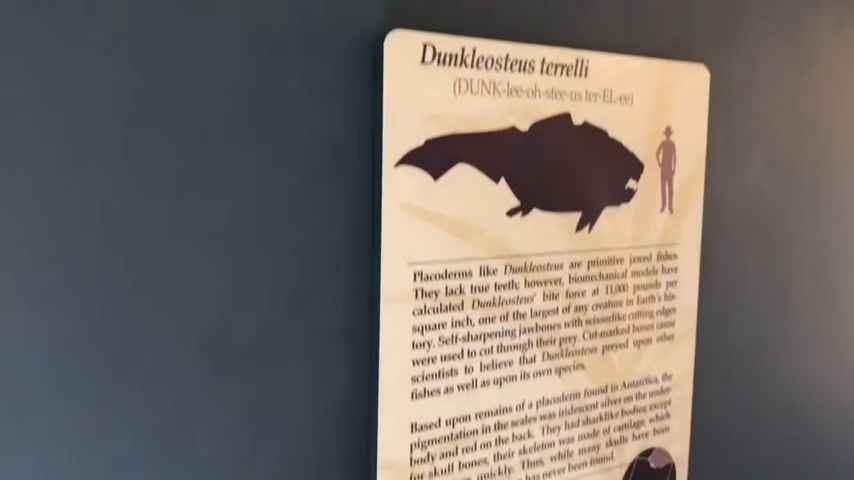 Dunkleosteus terrelli
(DUNK-lee-oh-stee-us ter-EL-ee)
Placoderms like Dunkleosteus are primitive jawed fishes.
They lack true teeth; however, biomechanical models have
calculated Dunkleosteus' bite force at 11,000 pounds per
square inch, one of the largest of any creature in Earth's his-
tory. Self-sharpening jawbones with scissorlike cutting edges
were used to cut through their prey. Cut-marked bones cause
scientists to believe that Dunkleosteus preyed upon other
fishes as well as upon its own species.
Based upon remains of a placoderm found in Antarctica, the
pigmentation in the scales was iridescent silver on the under-
body and red on the back. They had sharklike bodies; except
for skull bones, their skeleton was made of cartilage, which
quickly. Thus, while many skulls have been
has never been found.